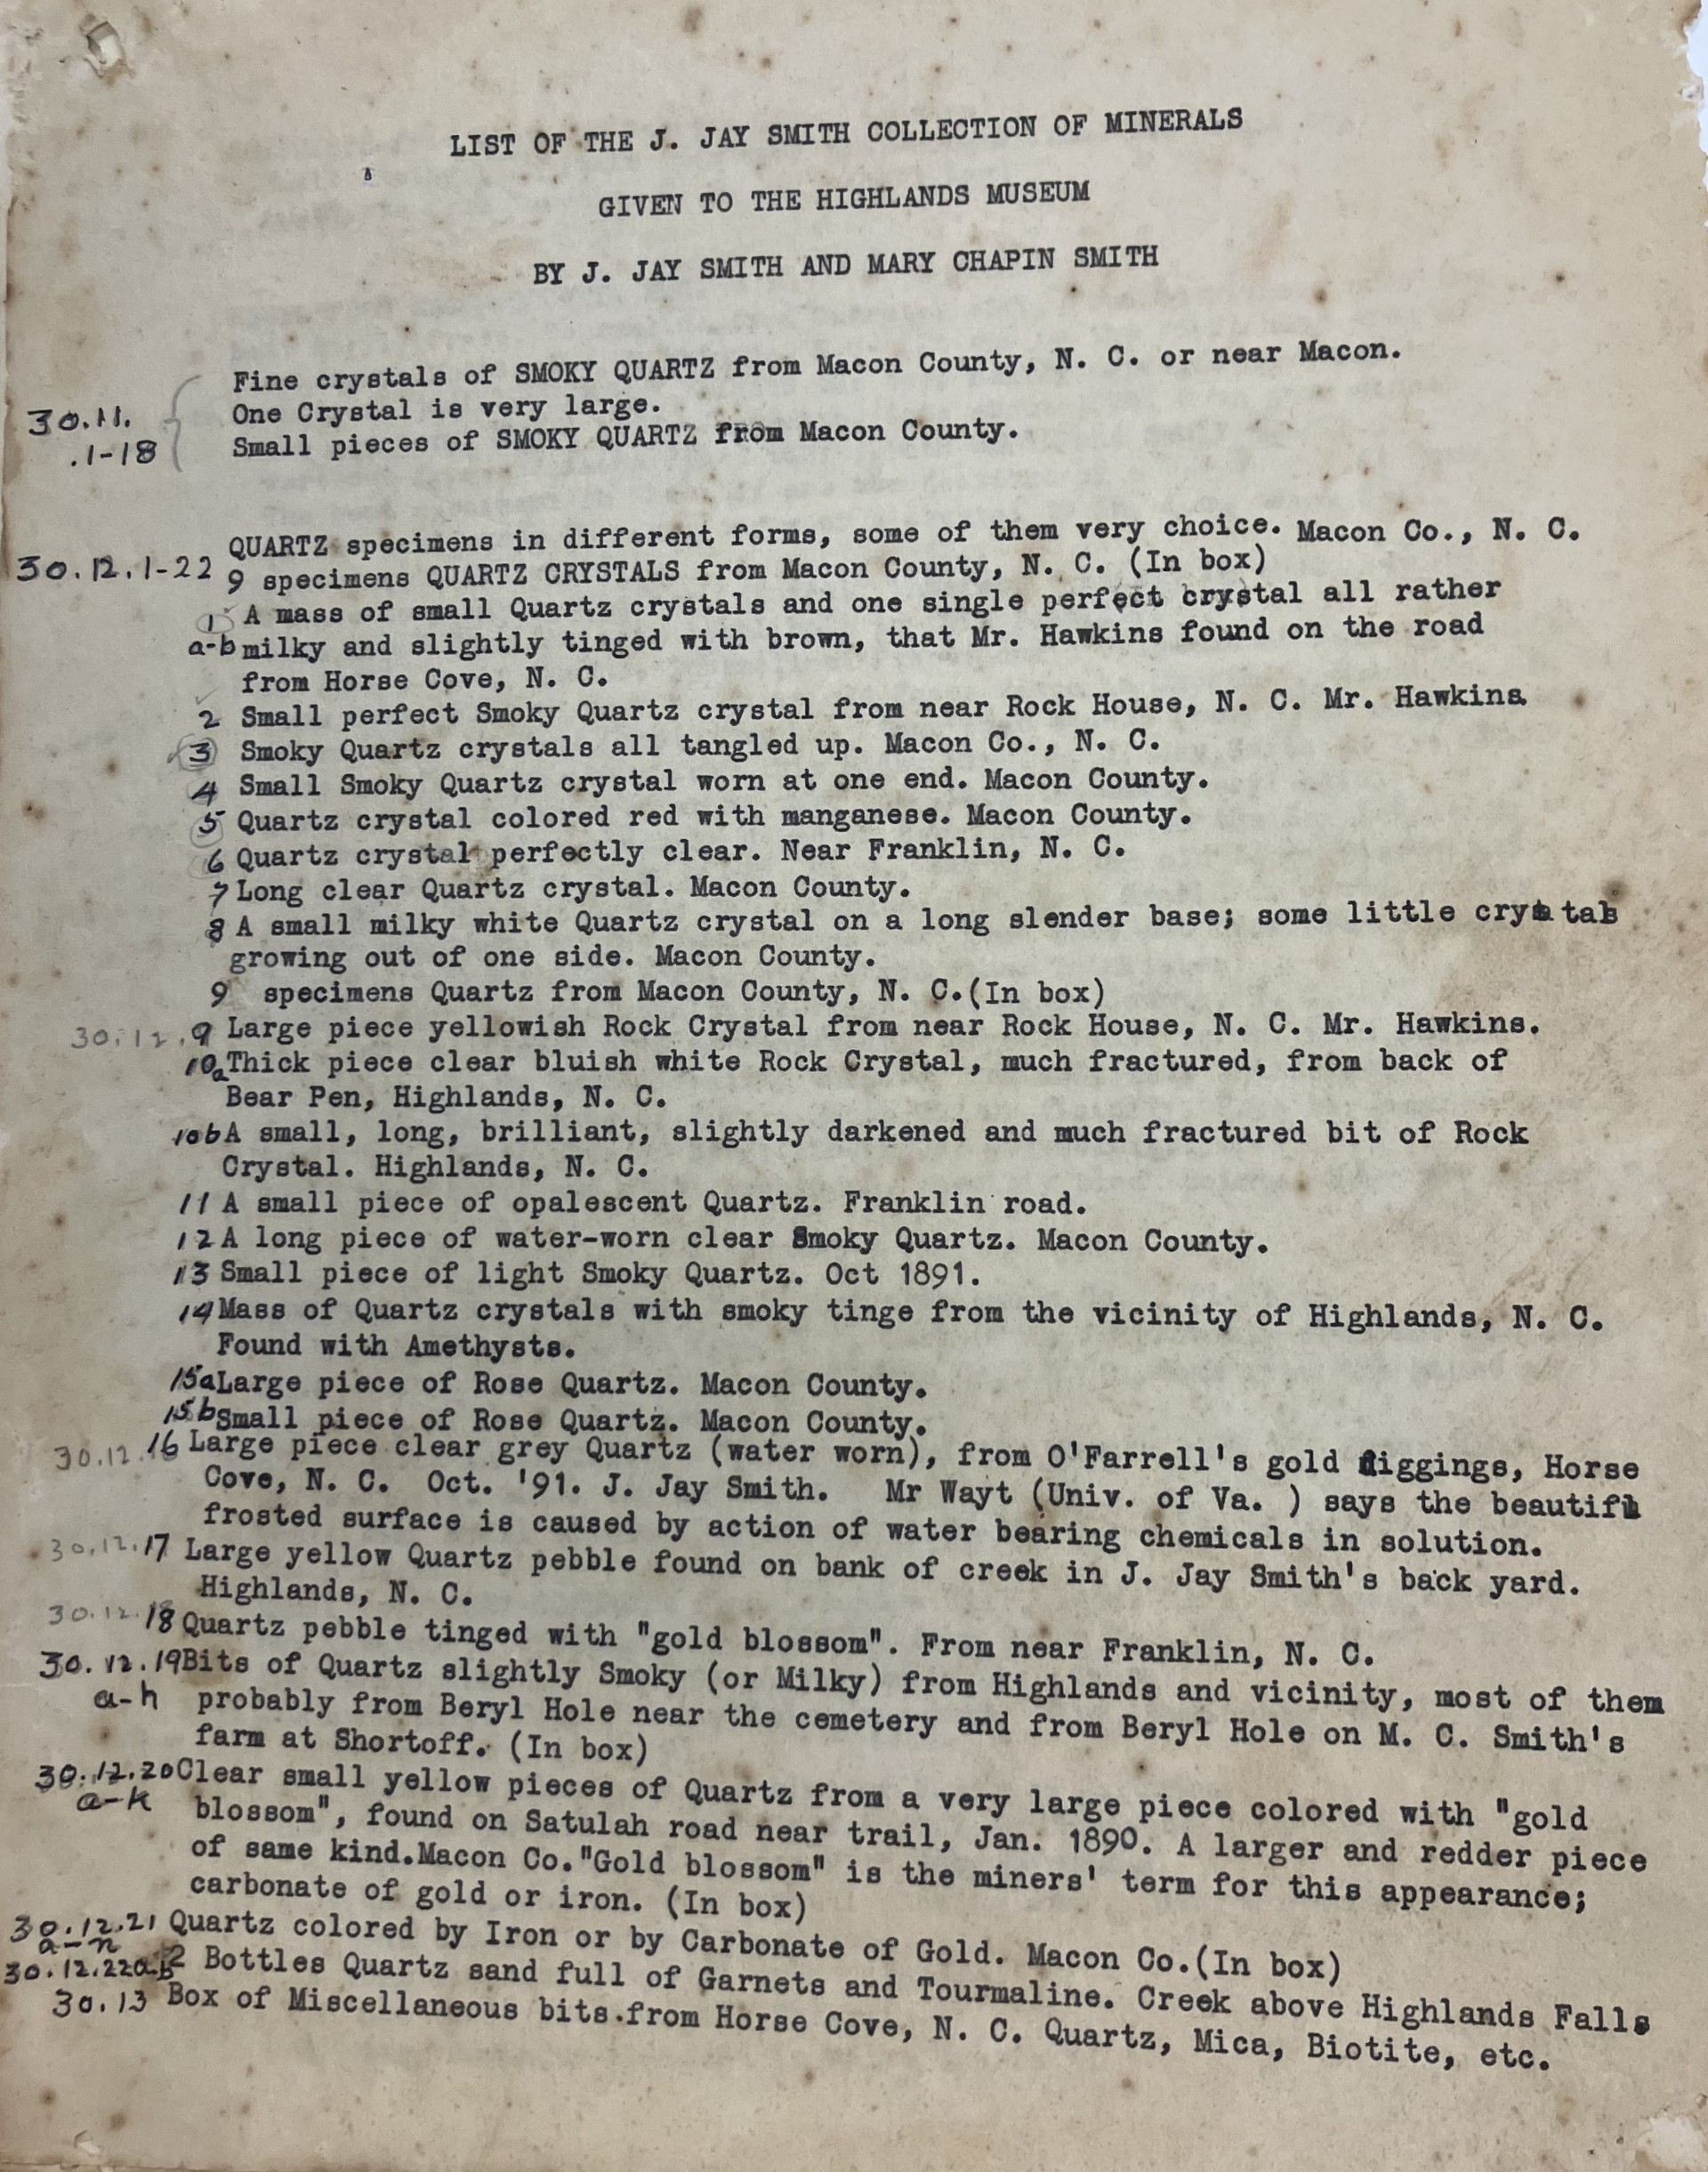 LIST OF THE J. JAY SMITH COLLECTION OF MINERALS
GIVEN TO THE HIGHLANDS MUSEUM
BY J. JAY SMITH AND MARY CHAPIN SMITH
Fine crystals of SMOKY QUARTZ from Macon County, N. C. or near Macon.
30.11. One Crystal is very large.
.1-18 Small pieces of SMOKY QUARTZ from Macon County.
QUARTZ specimens in different forms, some of them very choice. Macon Co., N. C.
30.12.1-22 9 specimens QUARTZ CRYSTALS from Macon County, N. C. (In box)
1 A mass of small Quartz crystals and one single perfect crystal all rather
a-b milky and slightly tinged with brown, that Mr. Hawkins found on the road
from Horse Cove, N. C.
2 Small perfect Smoky Quartz crystal from near Rock House, N. C. Mr. Hawkins.
3 Smoky Quartz crystals all tangled up. Macon Co., N. C.
4 Small Smoky Quartz crystal worn at one end. Macon County.
5 Quartz crystal colored red with manganese. Macon County.
6 Quartz crystal perfectly clear. Near Franklin, N. C.
7 Long clear Quartz crystal. Macon County.
8 A small milky white Quartz crystal on a long slender base; some little crystals
growing out of one side. Macon County.
9 specimens Quartz from Macon County, N. C.(In box)
30.12.9 Large piece yellowish Rock Crystal from near Rock House, N. C. Mr. Hawkins.
10a Thick piece clear bluish white Rock Crystal, much fractured, from back of
Bear Pen, Highlands, N. C.
10b A small, long, brilliant, slightly darkened and much fractured bit of Rock
Crystal. Highlands, N. C.
11 A small piece of opalescent Quartz. Franklin road.
12 A long piece of water-worn clear Smoky Quartz. Macon County.
13 Small piece of light Smoky Quartz. Oct 1891.
14 Mass of Quartz crystals with smoky tinge from the vicinity of Highlands, N. C.
Found with Amethysts.
15a Large piece of Rose Quartz. Macon County.
15b Small piece of Rose Quartz. Macon County.
30.12.16 Large piece clear grey Quartz (water worn), from O'Farrell's gold diggings, Horse
Cove, N. C. Oct. '91. J. Jay Smith. Mr Wayt (Univ. of Va. ) says the beautifl
frosted surface is caused by action of water bearing chemicals in solution.
30.12.17 Large yellow Quartz pebble found on bank of creek in J. Jay Smith's back yard.
Highlands, N. C.
30.12.18 18 Quartz pebble tinged with "gold blossom". From near Franklin, N. C.
30.12.19 Bits of Quartz slightly Smoky (or Milky) from Highlands and vicinity, most of them
a-h probably from Beryl Hole near the cemetery and from Beryl Hole on M. C. Smith's
farm at Shortoff. (In box)
30.12.20 Clear small yellow pieces of Quartz from a very large piece colored with "gold
a-k blossom", found on Satulah road near trail, Jan. 1890. A larger and redder piece
of same kind.Macon Co."Gold blossom" is the miners' term for this appearance;
carbonate of gold or iron. (In box)
30.12.21 Quartz colored by Iron or by Carbonate of Gold. Macon Co.(In box)
a-n
30.12.22a-b 2 Bottles Quartz sand full of Garnets and Tourmaline. Creek above Highlands Falls
30.13 Box of Miscellaneous bits.from Horse Cove, N. C. Quartz, Mica, Biotite, etc.